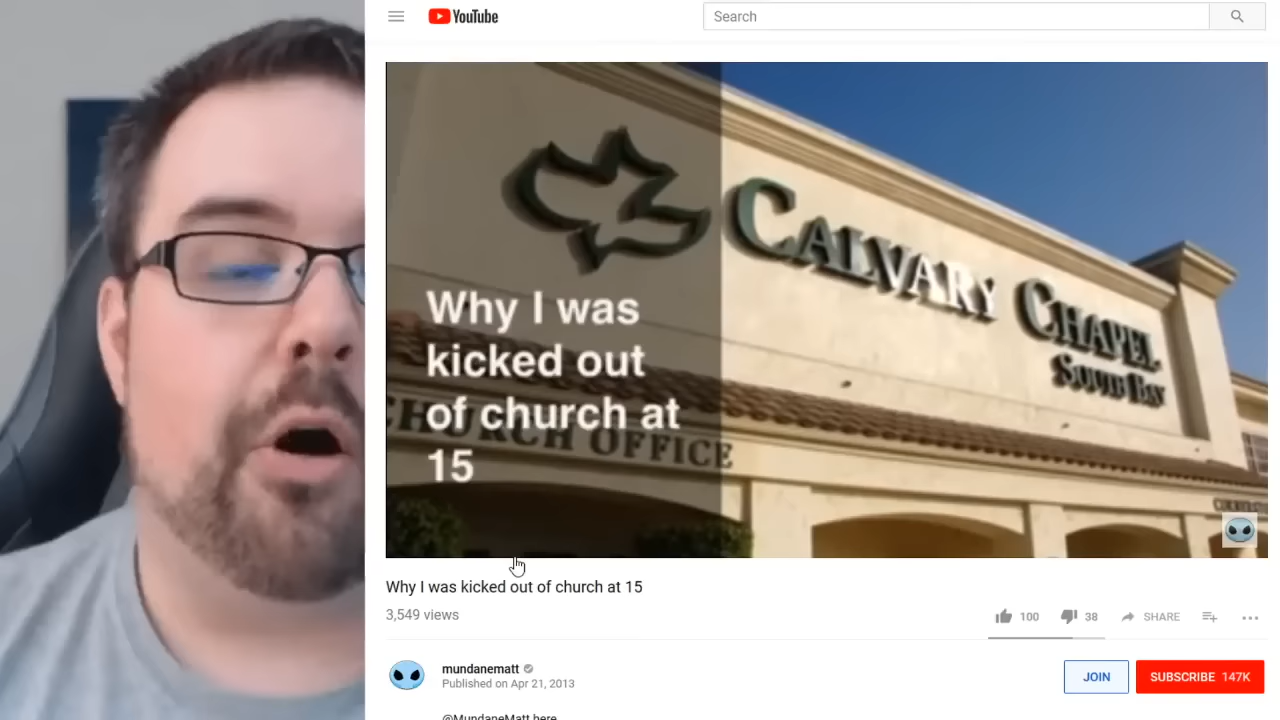 YouTube
Search
CALVARY CHAPEL
SOUTH BAY
Why I was
kicked out
of church at
15
CHURCH OFFICE
Why I was kicked out of church at 15
3,549 views
100
38
SHARE
mundanematt
Published on Apr 21, 2013
JOIN
SUBSCRIBE 147K
@MundaneMatt here